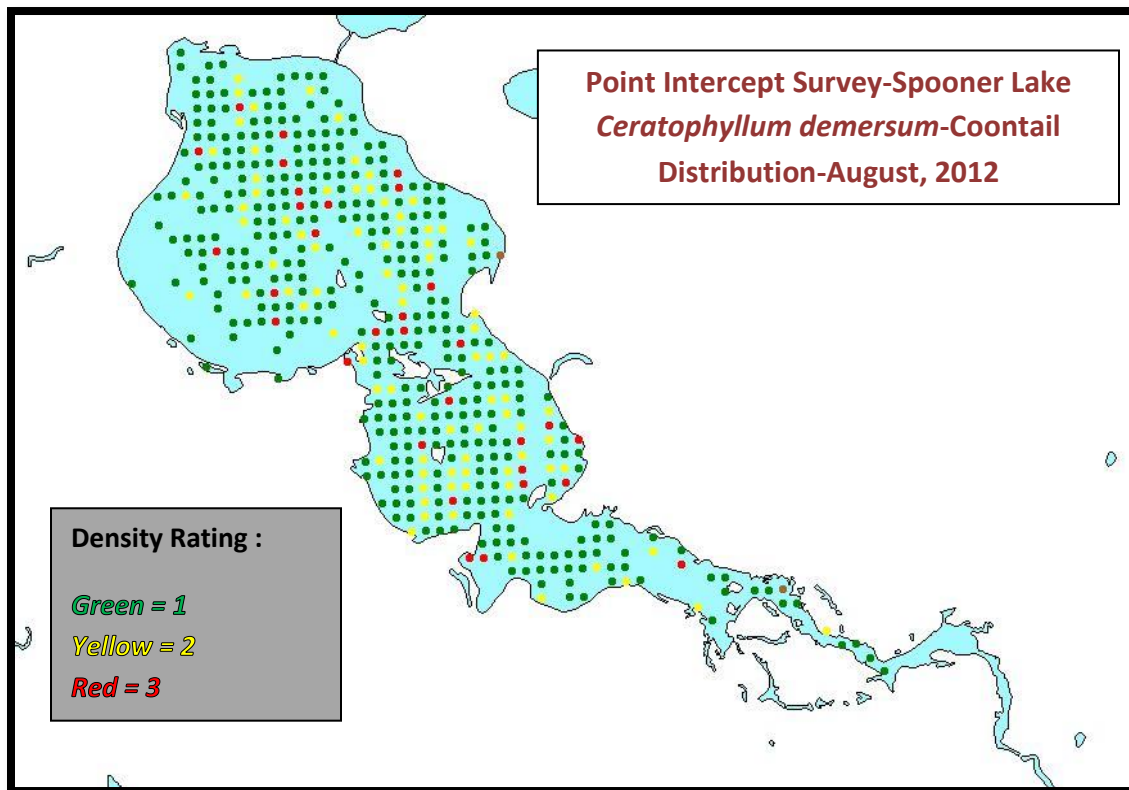 Point Intercept Survey-Spooner Lake
Ceratophyllum demersum-Coontail
Distribution-August, 2012
Density Rating :
Green = 1
Yellow = 2
Red = 3